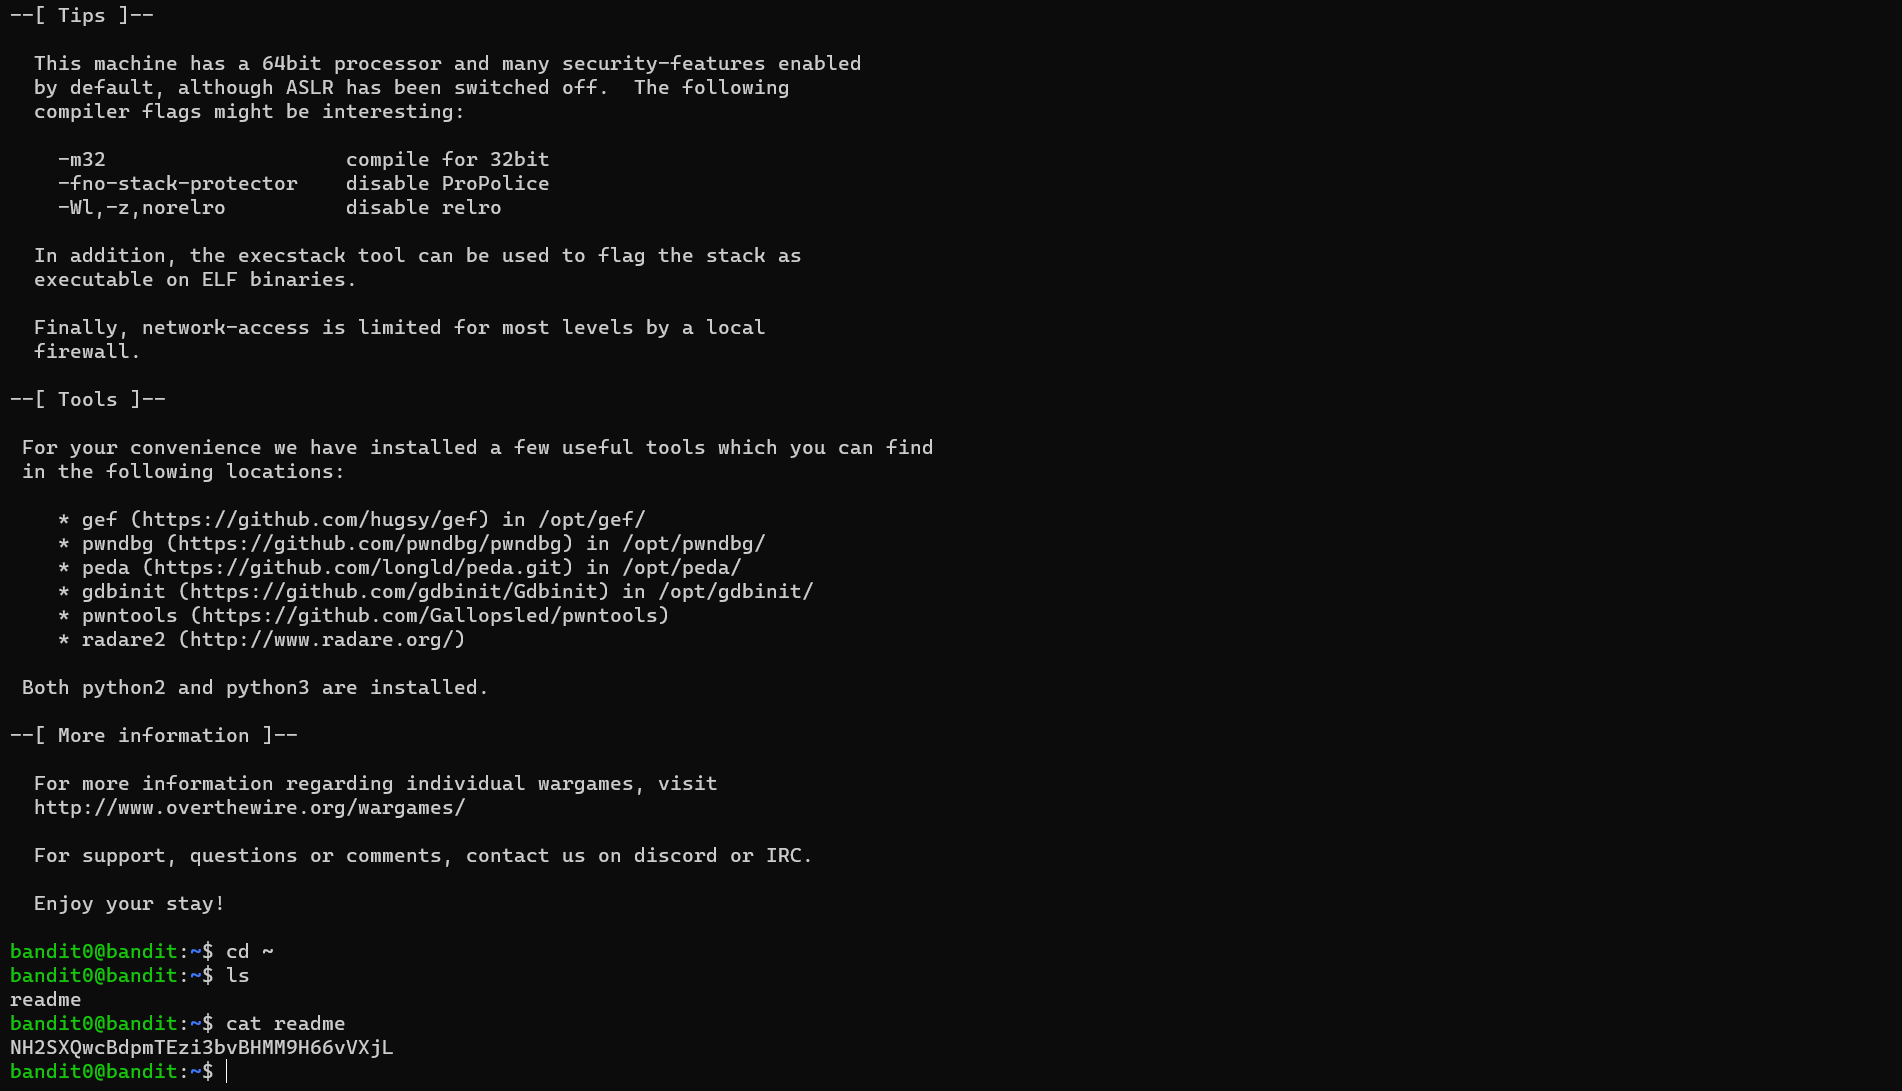 --[ Tips ]--
This machine has a 64bit processor and many security-features enabled
by default, although ASLR has been switched off.  The following
compiler flags might be interesting:
-m32                    compile for 32bit
-fno-stack-protector    disable ProPolice
-Wl,-z,norelro          disable relro
In addition, the execstack tool can be used to flag the stack as
executable on ELF binaries.
Finally, network-access is limited for most levels by a local
firewall.
--[ Tools ]--
For your convenience we have installed a few useful tools which you can find
in the following locations:
* gef (https://github.com/hugsy/gef) in /opt/gef/
* pwndbg (https://github.com/pwndbg/pwndbg) in /opt/pwndbg/
* peda (https://github.com/longld/peda.git) in /opt/peda/
* gdbinit (https://github.com/gdbinit/Gdbinit) in /opt/gdbinit/
* pwntools (https://github.com/Gallopsled/pwntools)
* radare2 (http://www.radare.org/)
Both python2 and python3 are installed.
--[ More information ]--
For more information regarding individual wargames, visit
http://www.overthewire.org/wargames/
For support, questions or comments, contact us on discord or IRC.
Enjoy your stay!
bandit0@bandit:~$ cd ~
bandit0@bandit:~$ ls
readme
bandit0@bandit:~$ cat readme
NH2SXQwcBdpmTEzi3bvBHMM9H66vVXjL
bandit0@bandit:~$